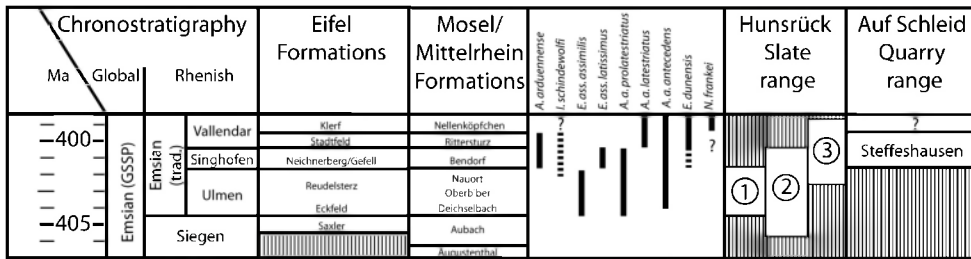 Chronostratigraphy
Ma Global Rhenish
Eifel
Formations
Mosel/
Mittelrhein
Formations
A. arduennense
I. schindewolfi
E. ass. assimilis
E. ass. latissimus
A. a. prolatestriatus
A. a. latestriatus
A. a. antecedens
E. dunensis
N. frankei
Hunsrück
Slate
range
Auf Schleid
Quarry
range
400
405
Emsian (GSSP)
Emsian
(trad.)
Vallendar
Singhofen
Ulmen
Siegen
Klerf
Stadtfeld
Neichnerberg/Gefell
Reudelsterz
Eckfeld
Saxler
Nellenköpfchen
Rittersturz
Bendorf
Nauort
Oberb ber
Deichselbach
Aubach
Augustenthal
?
?
1
2
3
?
Steffeshausen